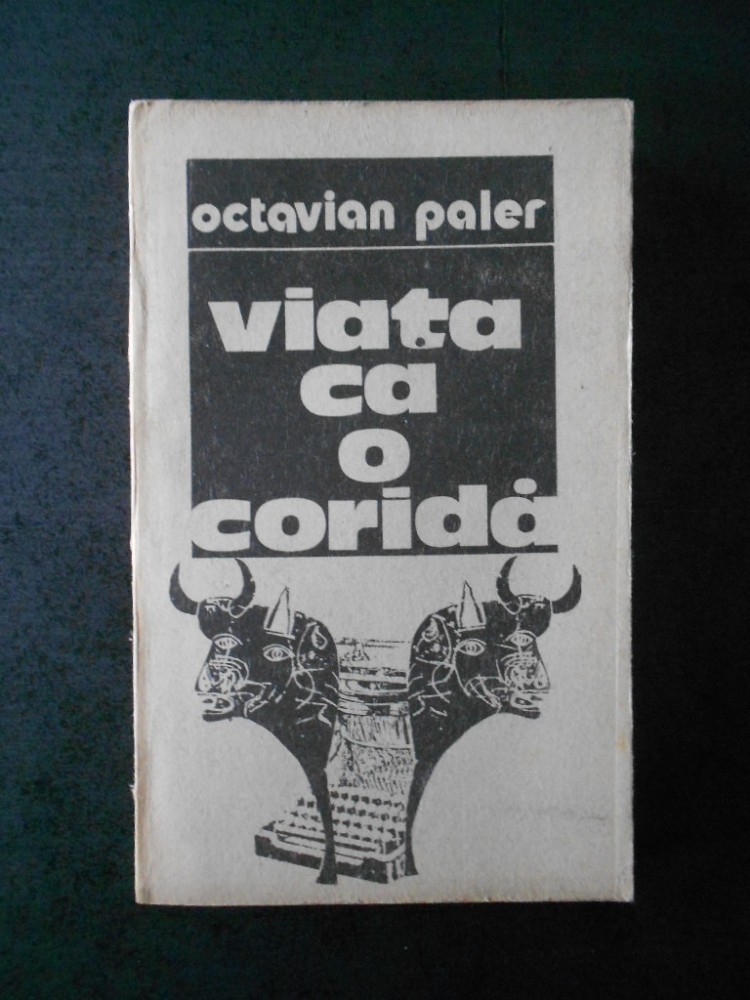 octavian paler
viața
ca
o
coridă